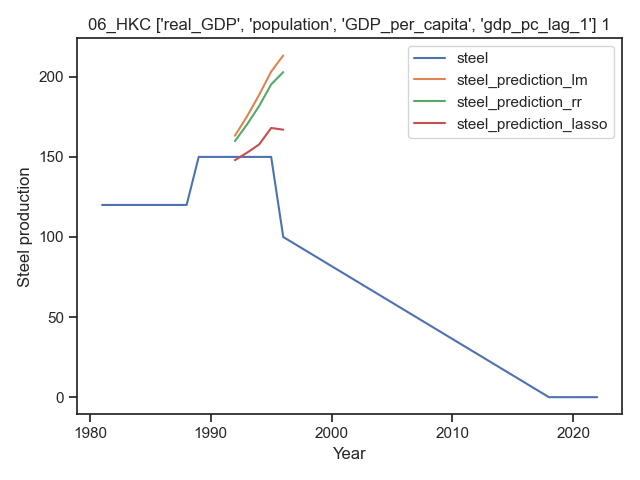 06_HKC ['real_GDP', 'population', 'GDP_per_capita', 'gdp_pc_lag_1'] 1
steel
steel_prediction_lm
steel_prediction_rr
steel_prediction_lasso
Steel production
200
150
100
50
0
1980
1990
2000
2010
2020
Year